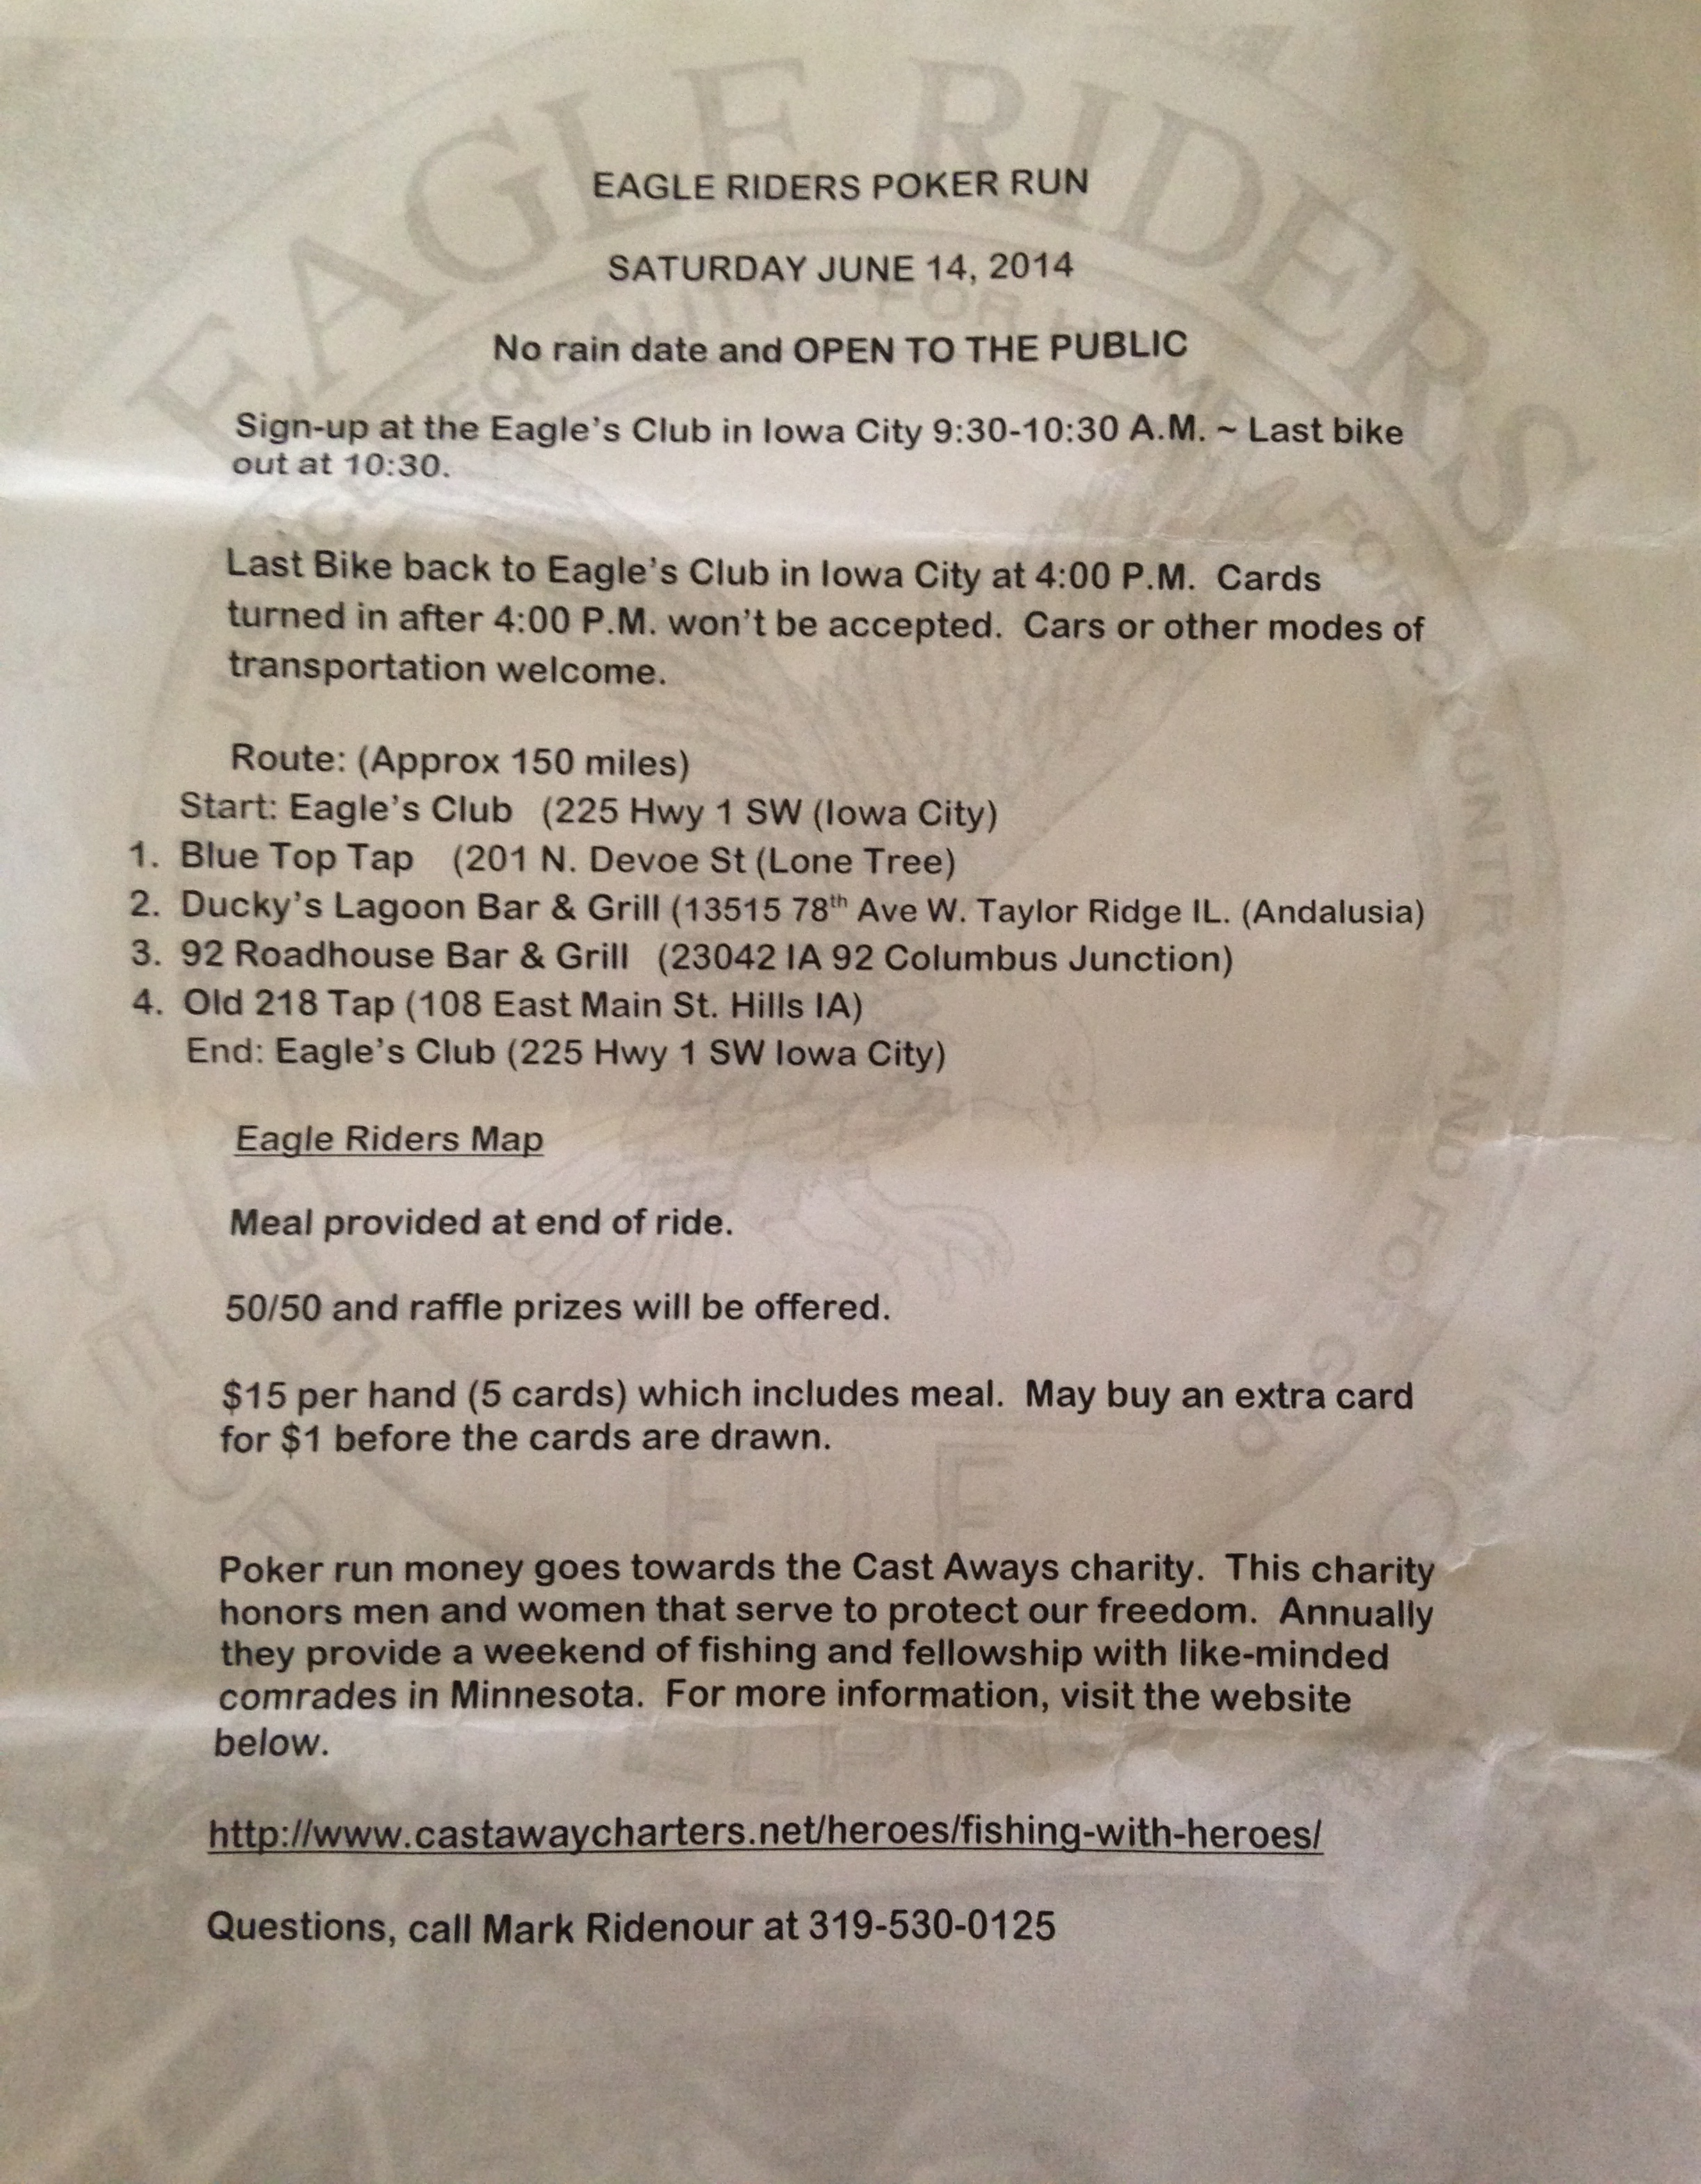 EAGLE RIDERS
EQUALITY FOR HOME FOR COUNTRY AND FOR GOD
EAGLE RIDERS POKER RUN
SATURDAY JUNE 14, 2014
No rain date and OPEN TO THE PUBLIC
Sign-up at the Eagle's Club in Iowa City 9:30-10:30 A.M. ~ Last bike
out at 10:30.
Last Bike back to Eagle's Club in Iowa City at 4:00 P.M. Cards
turned in after 4:00 P.M. won't be accepted. Cars or other modes of
transportation welcome.
Route: (Approx 150 miles)
Start: Eagle's Club (225 Hwy 1 SW (Iowa City)
1. Blue Top Tap (201 N. Devoe St (Lone Tree)
2. Ducky's Lagoon Bar & Grill (13515 78th Ave W. Taylor Ridge IL. (Andalusia)
3. 92 Roadhouse Bar & Grill (23042 IA 92 Columbus Junction)
4. Old 218 Tap (108 East Main St. Hills IA)
End: Eagle's Club (225 Hwy 1 SW Iowa City)
Eagle Riders Map
Meal provided at end of ride.
50/50 and raffle prizes will be offered.
$15 per hand (5 cards) which includes meal. May buy an extra card
for $1 before the cards are drawn.
Poker run money goes towards the Cast Aways charity. This charity
honors men and women that serve to protect our freedom. Annually
they provide a weekend of fishing and fellowship with like-minded
comrades in Minnesota. For more information, visit the website
below.
http://www.castawaycharters.net/heroes/fishing-with-heroes/
Questions, call Mark Ridenour at 319-530-0125